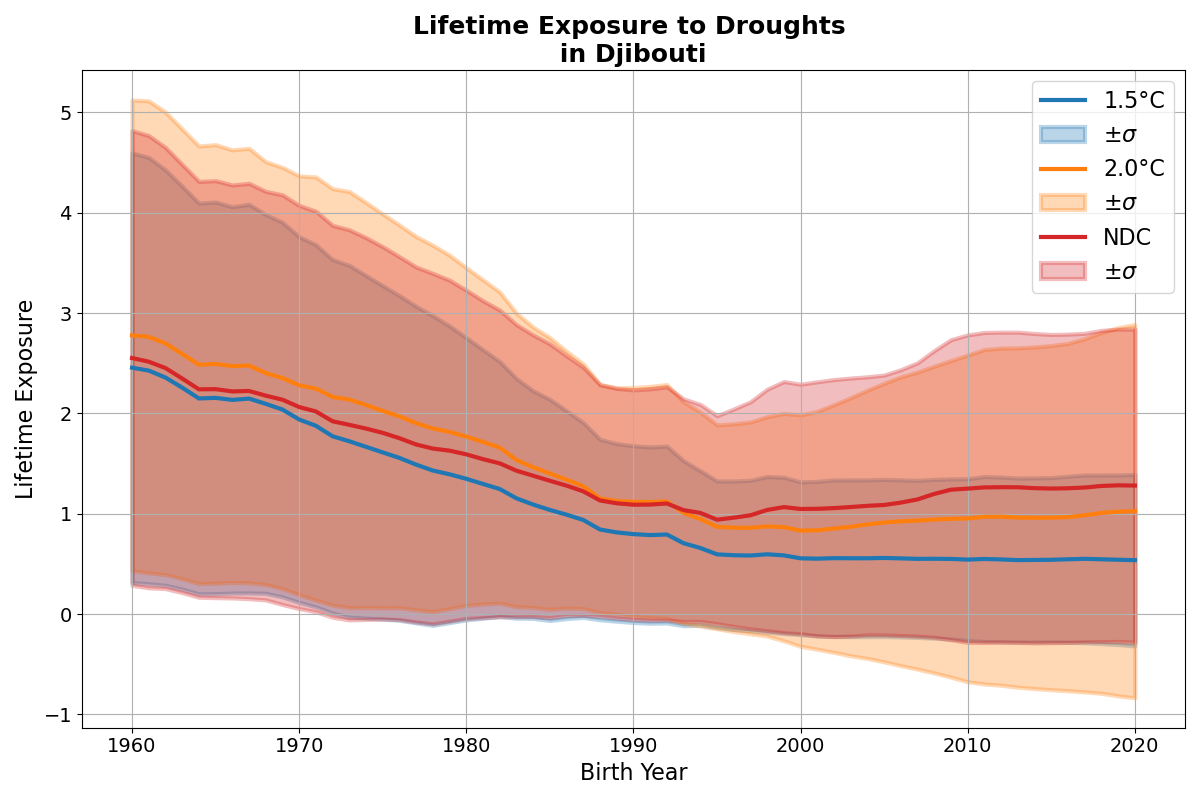 Lifetime Exposure to Droughts
in Djibouti
1.5°C
±σ
2.0°C
±σ
NDC
±σ
Lifetime Exposure
5
4
3
2
1
0
−1
1960
1970
1980
1990
2000
2010
2020
Birth Year